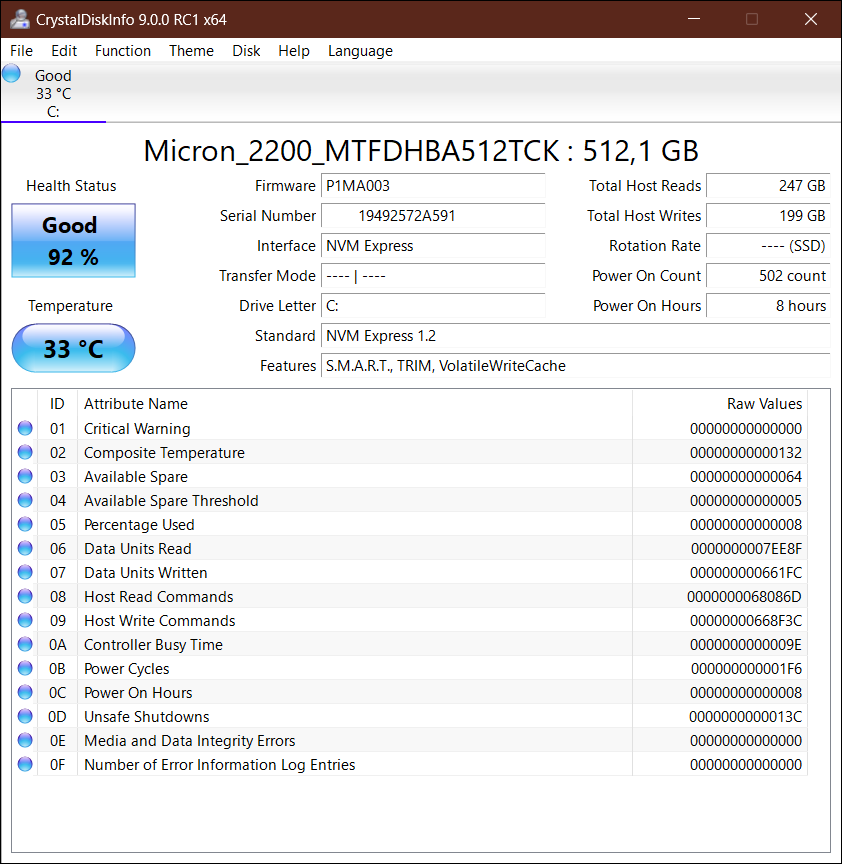 CrystalDiskInfo 9.0.0 RC1 x64
File Edit Function Theme Disk Help Language
Good
33 °C
C:
Micron_2200_MTFDHBA512TCK : 512,1 GB
Health Status
Good
92 %
Temperature
33 °C
Firmware P1MA003
Serial Number 19492572A591
Interface NVM Express
Transfer Mode ---- | ----
Drive Letter C:
Standard NVM Express 1.2
Features S.M.A.R.T., TRIM, VolatileWriteCache
Total Host Reads 247 GB
Total Host Writes 199 GB
Rotation Rate ---- (SSD)
Power On Count 502 count
Power On Hours 8 hours
ID Attribute Name Raw Values
01 Critical Warning 00000000000000
02 Composite Temperature 00000000000132
03 Available Spare 00000000000064
04 Available Spare Threshold 00000000000005
05 Percentage Used 00000000000008
06 Data Units Read 0000000007EE8F
07 Data Units Written 000000000661FC
08 Host Read Commands 0000000068086D
09 Host Write Commands 00000000668F3C
0A Controller Busy Time 0000000000009E
0B Power Cycles 000000000001F6
0C Power On Hours 00000000000008
0D Unsafe Shutdowns 0000000000013C
0E Media and Data Integrity Errors 00000000000000
0F Number of Error Information Log Entries 00000000000000